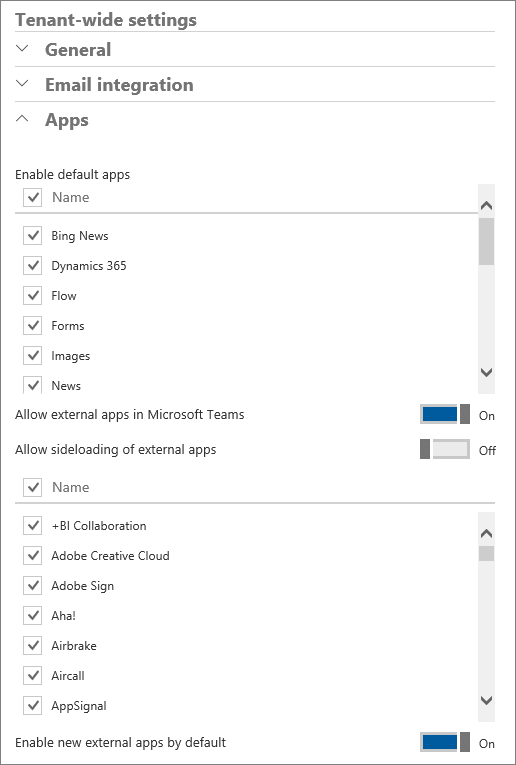 Tenant-wide settings
General
Email integration
Apps
Enable default apps
Name
Bing News
Dynamics 365
Flow
Forms
Images
News
Allow external apps in Microsoft Teams On
Allow sideloading of external apps Off
Name
+BI Collaboration
Adobe Creative Cloud
Adobe Sign
Aha!
Airbrake
Aircall
AppSignal
Enable new external apps by default On